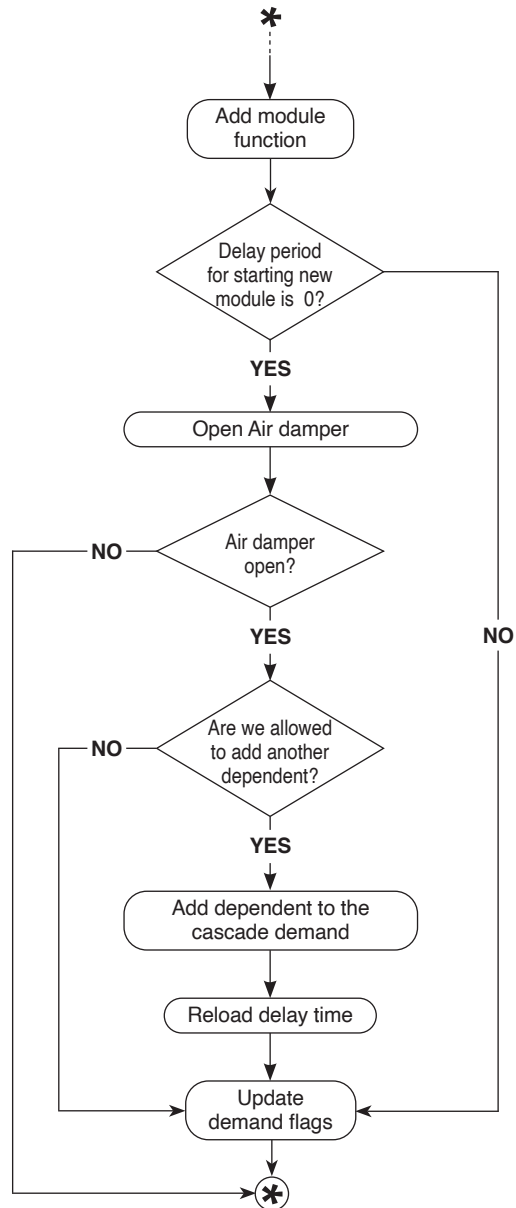 *
Add module
function
Delay period
for starting new
module is 0?
YES
Open Air damper
Air damper
open?
NO
YES
NO
Are we allowed
to add another
dependent?
NO
YES
Add dependent to the
cascade demand
Reload delay time
Update
demand flags
*